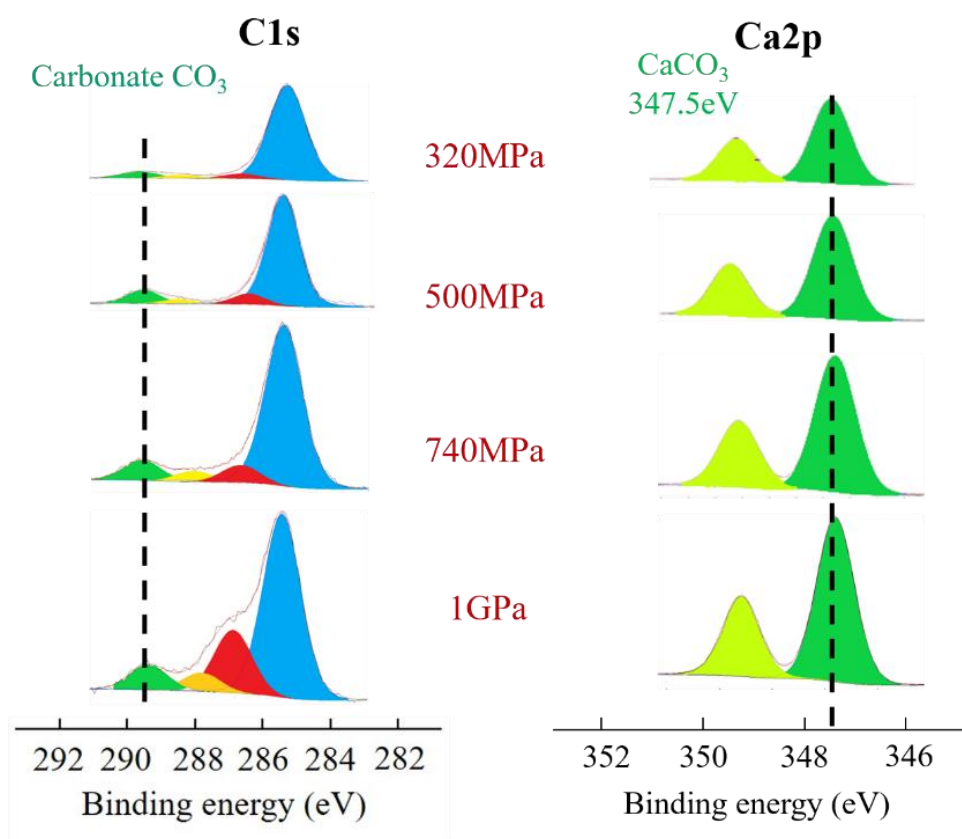 C1s
Ca2p
Carbonate CO₃
CaCO₃
347.5eV
320MPa
500MPa
740MPa
1GPa
292 290 288 286 284 282
352 350 347 346
Binding energy (eV)
Binding energy (eV)